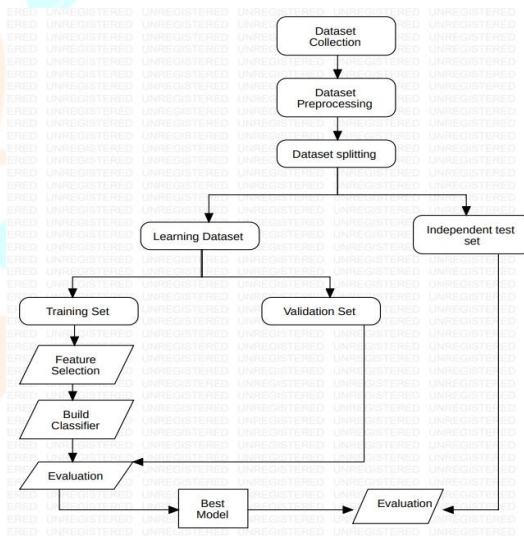 Dataset
Collection
Dataset
Preprocessing
Dataset splitting
Learning Dataset
Independent test
set
Training Set
Validation Set
Feature
Selection
Build
Classifier
Evaluation
Best
Model
Evaluation
UNREGISTERED